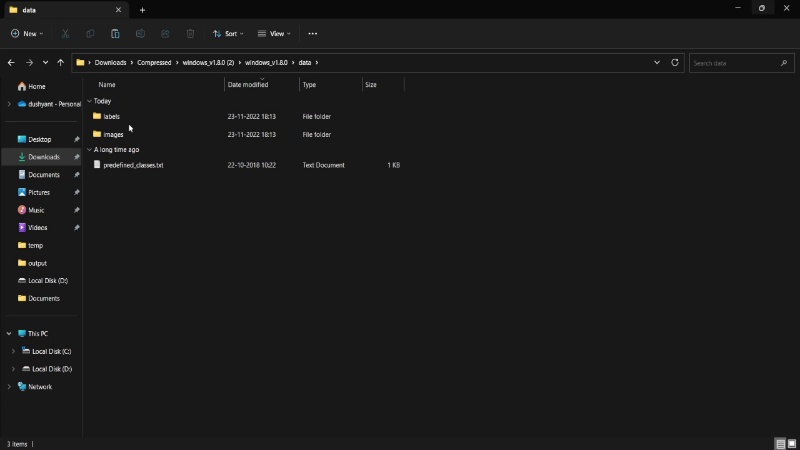 data
New
Sort
View
Downloads > Compressed > windows_v1.8.0 (2) > windows_v1.8.0 > data >
Search data
Name Date modified Type Size
Home
dushyant - Personal
Desktop
Downloads
Documents
Pictures
Music
Videos
temp
output
Local Disk (D:)
Documents
This PC
Local Disk (C:)
Local Disk (D:)
Network
Today
labels 23-11-2022 18:13 File folder
images 23-11-2022 18:13 File folder
A long time ago
predefined_classes.txt 22-10-2018 10:22 Text Document 1 KB
3 items